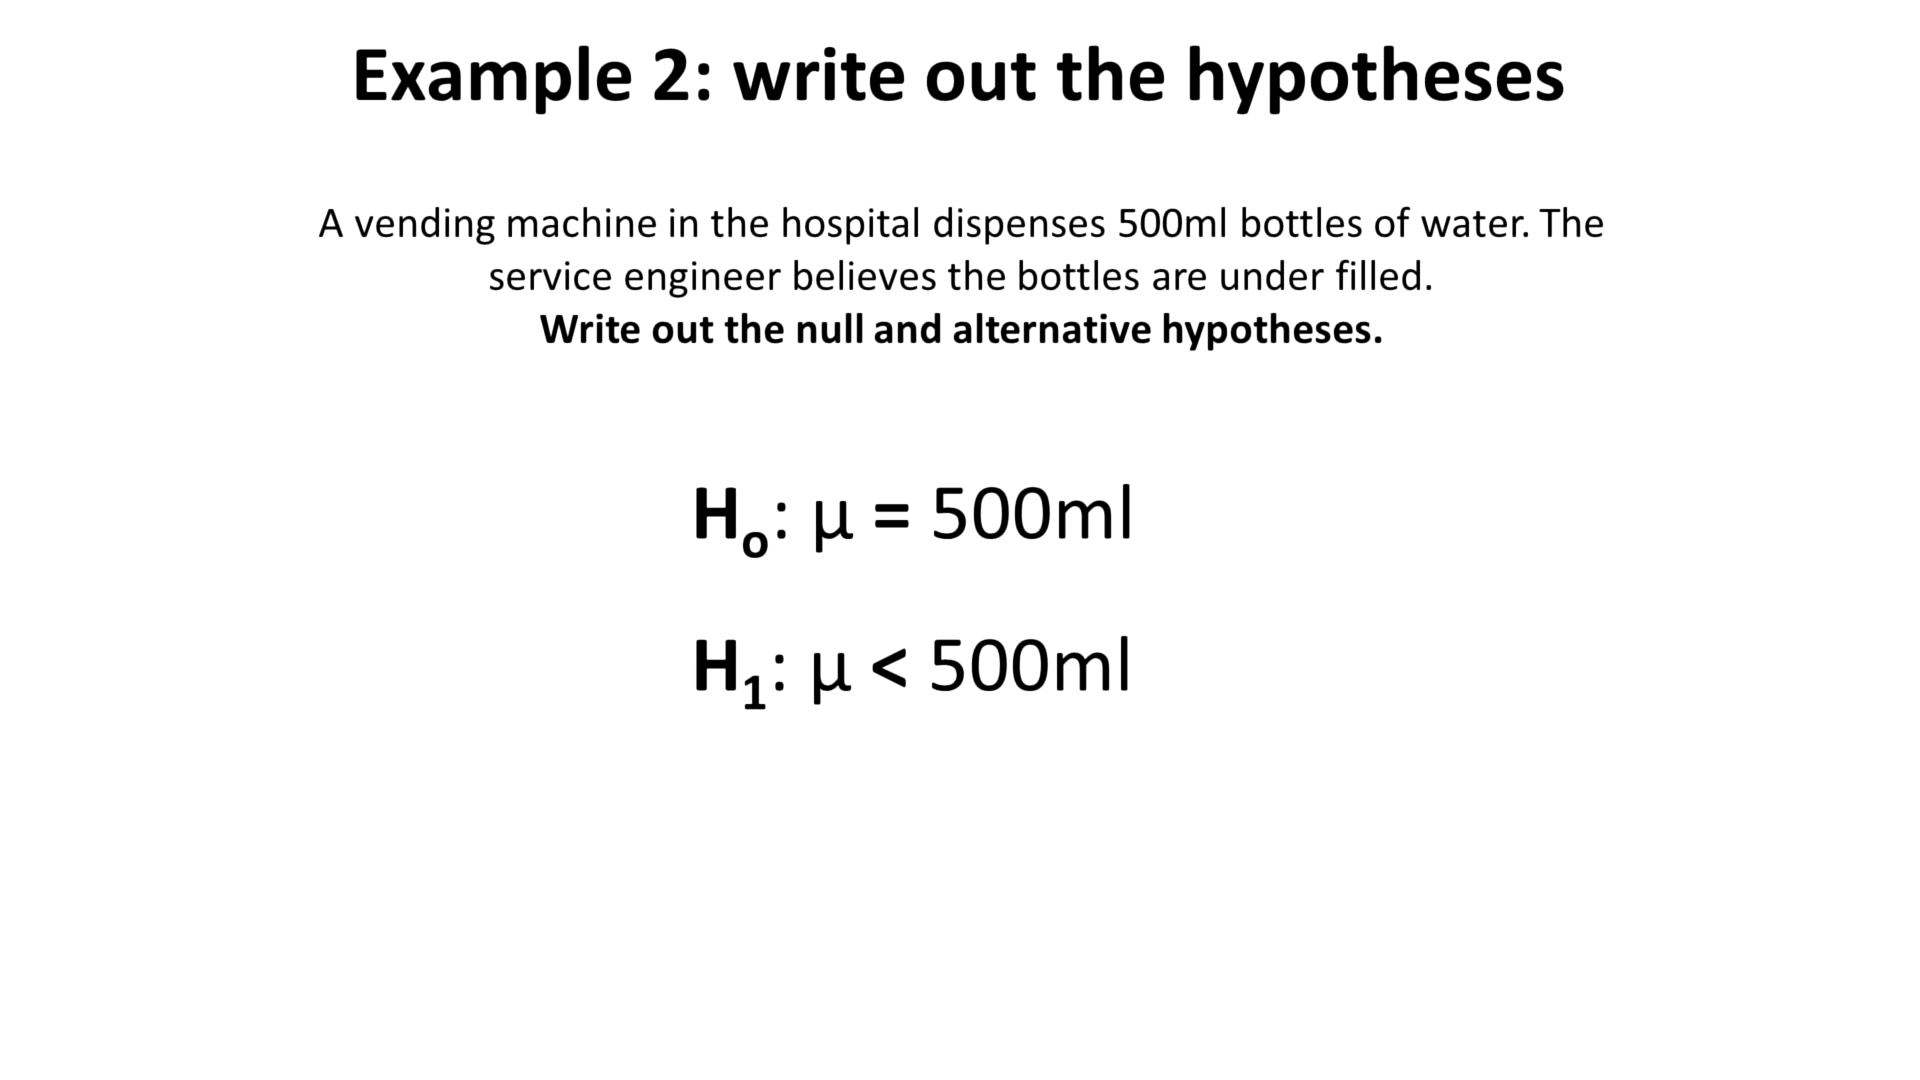 Example 2: write out the hypotheses
A vending machine in the hospital dispenses 500ml bottles of water. The
service engineer believes the bottles are under filled.
Write out the null and alternative hypotheses.
Hₒ: µ = 500ml
H₁: µ < 500ml